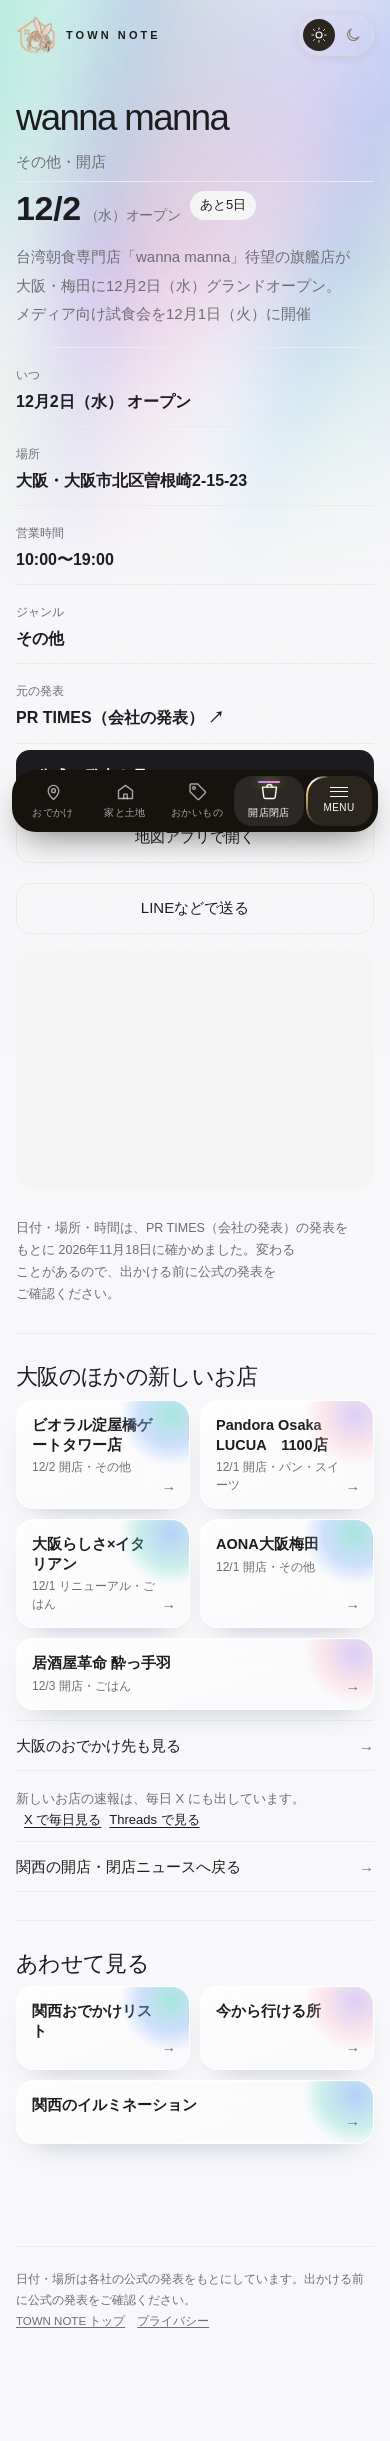 TOWN NOTE
wanna manna
その他・開店
12/2 （水）オープン あと5日
台湾朝食専門店「wanna manna」待望の旗艦店が
大阪・梅田に12月2日（水）グランドオープン。
メディア向け試食会を12月1日（火）に開催
いつ
12月2日（水） オープン
場所
大阪・大阪市北区曽根崎2-15-23
営業時間
10:00〜19:00
ジャンル
その他
元の発表
PR TIMES（会社の発表） ↗
おでかけ
家と土地
おかいもの
開店閉店
MENU
地図アプリで開く
LINEなどで送る
日付・場所・時間は、PR TIMES（会社の発表）の発表を
もとに 2026年11月18日に確かめました。変わる
ことがあるので、出かける前に公式の発表を
ご確認ください。
大阪のほかの新しいお店
ビオラル淀屋橋ゲ
ートタワー店
12/2 開店・その他
→
Pandora Osaka
LUCUA　1100店
12/1 開店・パン・スイ
ーツ
→
大阪らしさ×イタ
リアン
12/1 リニューアル・ご
はん
→
AONA大阪梅田
12/1 開店・その他
→
居酒屋革命 酔っ手羽
12/3 開店・ごはん
→
大阪のおでかけ先も見る →
新しいお店の速報は、毎日 X にも出しています。
X で毎日見る Threads で見る
関西の開店・閉店ニュースへ戻る →
あわせて見る
関西おでかけリス
ト
→
今から行ける所
→
関西のイルミネーション
→
日付・場所は各社の公式の発表をもとにしています。出かける前
に公式の発表をご確認ください。
TOWN NOTE トップ プライバシー